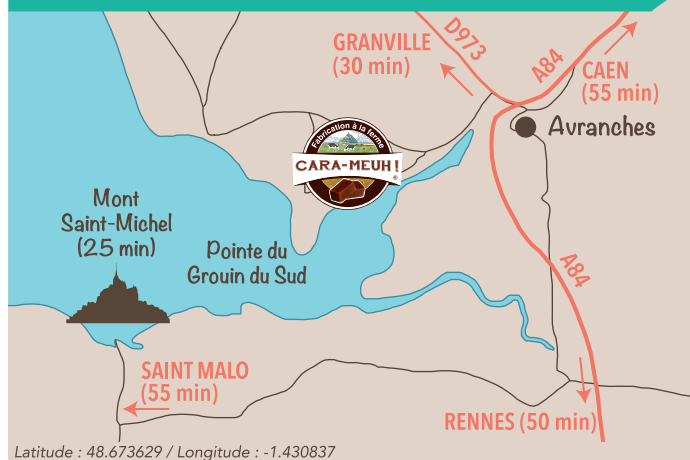 D973
GRANVILLE
(30 min)
A84
CAEN
(55 min)
Avranches
Fabrication à la ferme
CARA-MEUH !
®
Mont
Saint-Michel
(25 min)
Pointe du
Grouin du Sud
A84
SAINT MALO
(55 min)
RENNES (50 min)
Latitude : 48.673629 / Longitude : -1.430837